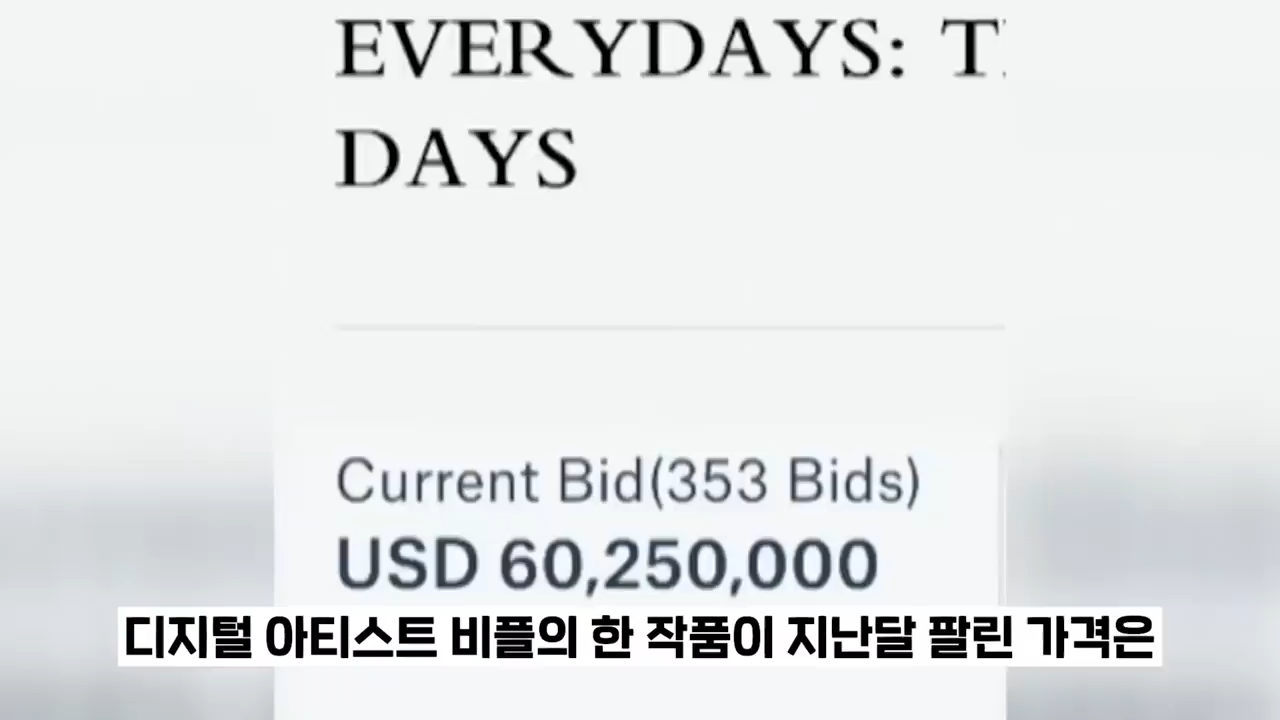 EVERYDAYS: T
DAYS
Current Bid(353 Bids)
USD 60,250,000
디지털 아티스트 비플의 한 작품이 지난달 팔린 가격은